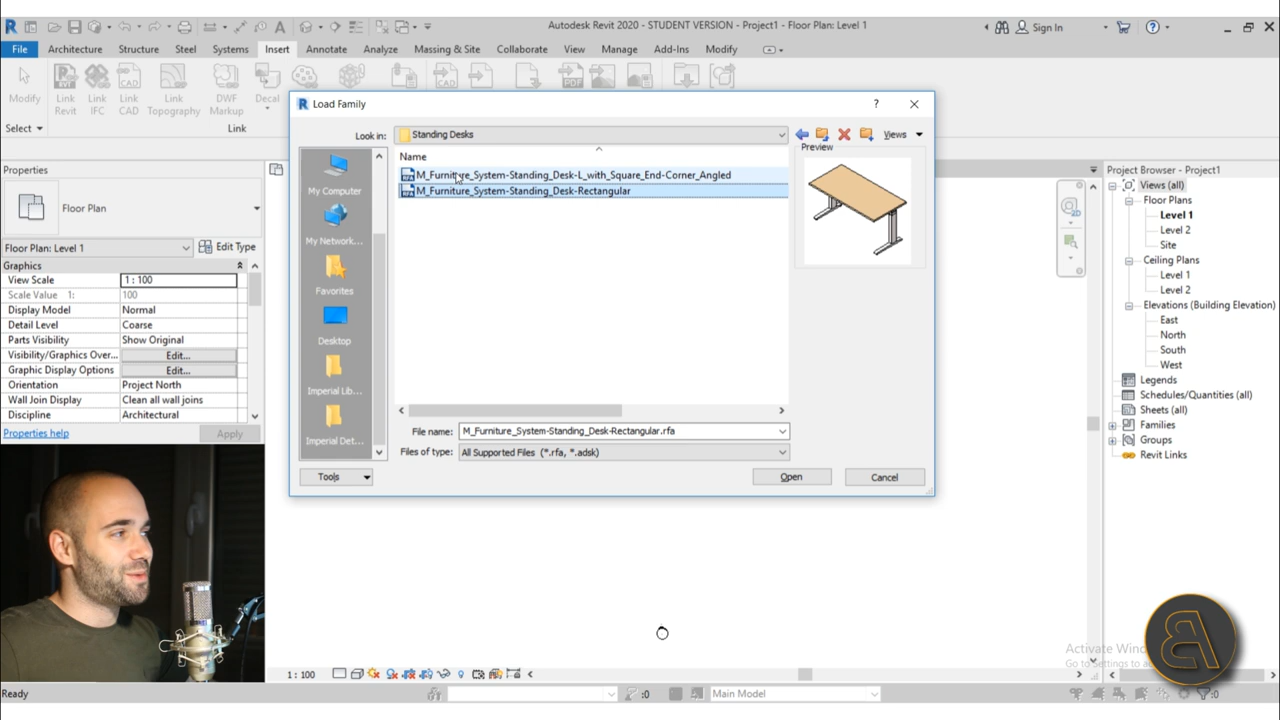 Autodesk Revit 2020 - STUDENT VERSION - Project1 - Floor Plan: Level 1
Sign In
File Architecture Structure Steel Systems Insert Annotate Analyze Massing & Site Collaborate View Manage Add-Ins Modify
Modify
Link Revit
Link IFC
Link CAD
Link Topography
DWF Markup
Decal
Select
Link
Load Family
Look in:
Standing Desks
Views
Name
M_Furniture_System-Standing_Desk-L_with_Square_End-Corner_Angled
M_Furniture_System-Standing_Desk-Rectangular
Preview
My Computer
My Network...
Favorites
Desktop
Imperial Lib...
Imperial Det...
File name:
M_Furniture_System-Standing_Desk-Rectangular.rfa
Files of type:
All Supported Files (*.rfa, *.adsk)
Tools
Open
Cancel
Properties
Floor Plan
Floor Plan: Level 1
Edit Type
Graphics
View Scale 1 : 100
Scale Value 1: 100
Display Model Normal
Detail Level Coarse
Parts Visibility Show Original
Visibility/Graphics Over... Edit...
Graphic Display Options Edit...
Orientation Project North
Wall Join Display Clean all wall joins
Discipline Architectural
Properties help
Apply
Project Browser - Project1
Views (all)
Floor Plans
Level 1
Level 2
Site
Ceiling Plans
Level 1
Level 2
Elevations (Building Elevation)
East
North
South
West
Legends
Schedules/Quantities (all)
Sheets (all)
Families
Groups
Revit Links
Activate
Go to Settings to
1 : 100
Ready
:0
Main Model
:0